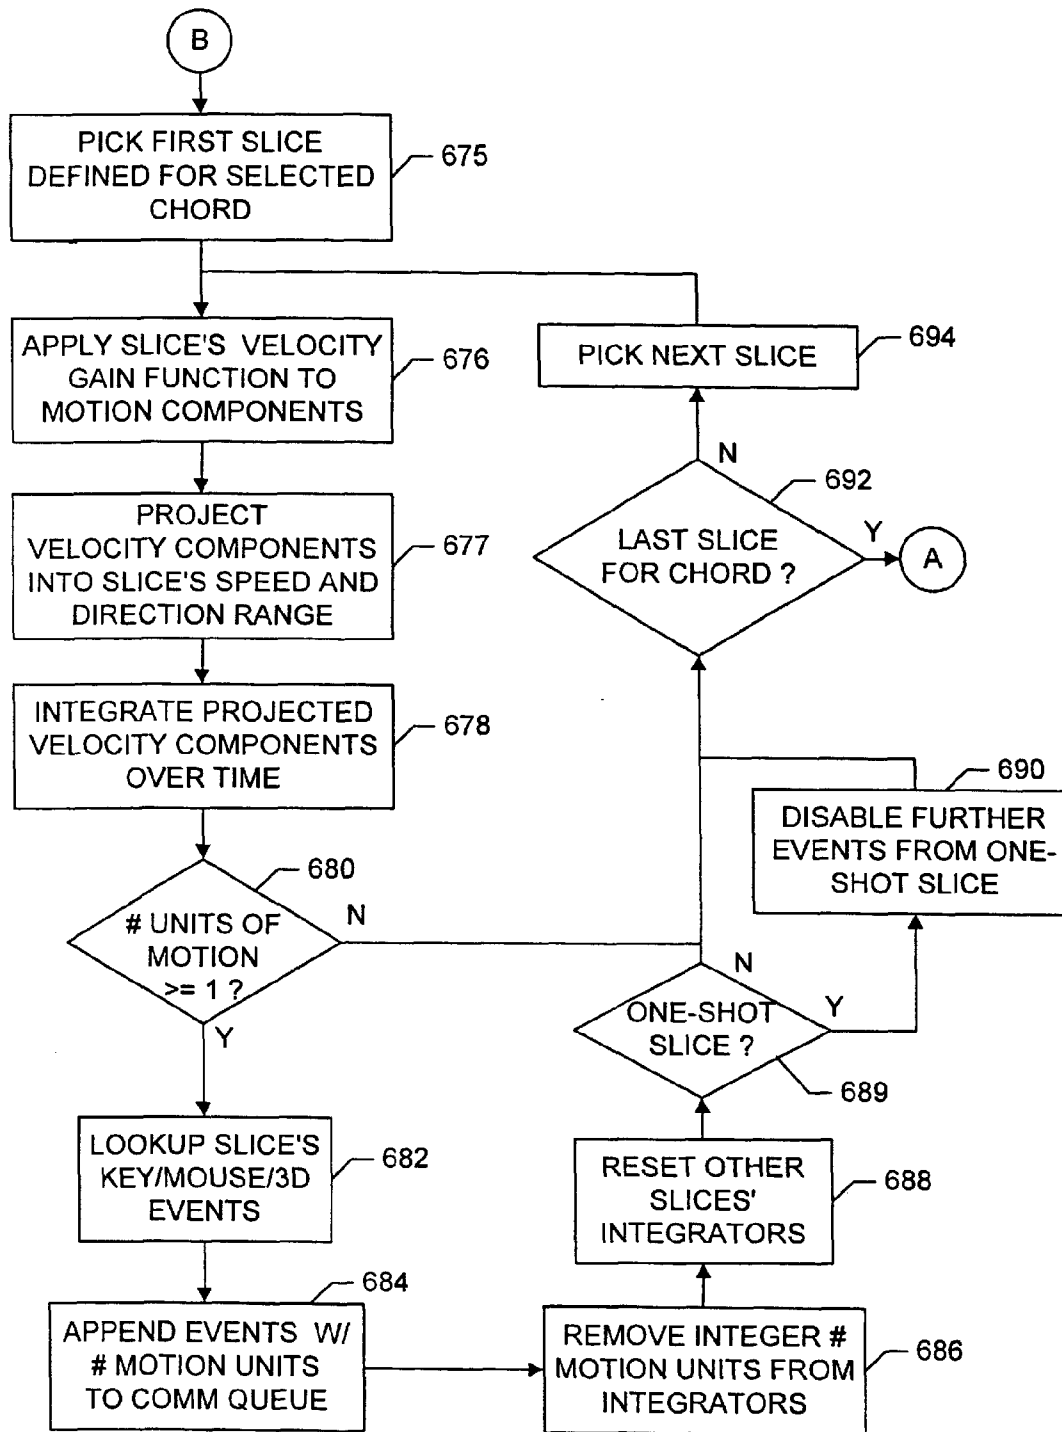 B
PICK FIRST SLICE
DEFINED FOR SELECTED
CHORD
675
APPLY SLICE'S VELOCITY
GAIN FUNCTION TO
MOTION COMPONENTS
676
PROJECT
VELOCITY COMPONENTS
INTO SLICE'S SPEED AND
DIRECTION RANGE
677
INTEGRATE PROJECTED
VELOCITY COMPONENTS
OVER TIME
678
# UNITS OF
MOTION
>= 1 ?
680
N
Y
LOOKUP SLICE'S
KEY/MOUSE/3D
EVENTS
682
APPEND EVENTS W/
# MOTION UNITS
TO COMM QUEUE
684
REMOVE INTEGER #
MOTION UNITS FROM
INTEGRATORS
686
RESET OTHER
SLICES'
INTEGRATORS
688
ONE-SHOT
SLICE ?
689
N
Y
DISABLE FURTHER
EVENTS FROM ONE-
SHOT SLICE
690
LAST SLICE
FOR CHORD ?
692
N
Y
A
PICK NEXT SLICE
694